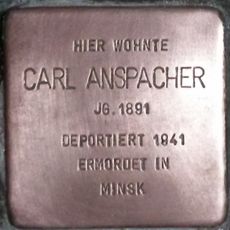 HIER WOHNTE
CARL ANSPACHER
JG. 1891
DEPORTIERT 1941
ERMORDET IN
MINSK